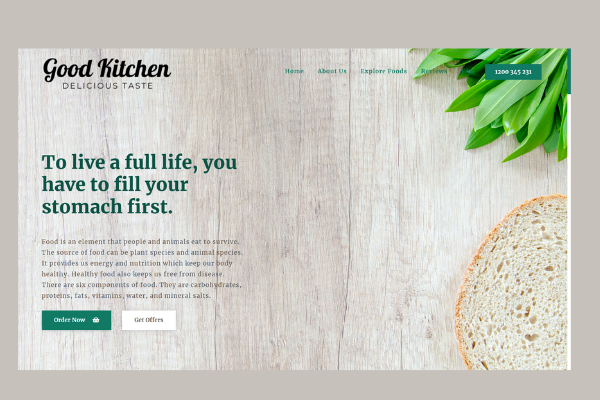 Good Kitchen
DELICIOUS TASTE
Home About Us Explore Foods Reviews 1200 345 231
To live a full life, you
have to fill your
stomach first.
Food is an element that people and animals eat to survive.
The source of food can be plant species and animal species.
It provides us energy and nutrition which keep our body
healthy. Healthy food also keeps us free from disease.
There are six components of food. They are carbohydrates,
proteins, fats, vitamins, water, and mineral salts.
Order Now Get Offers